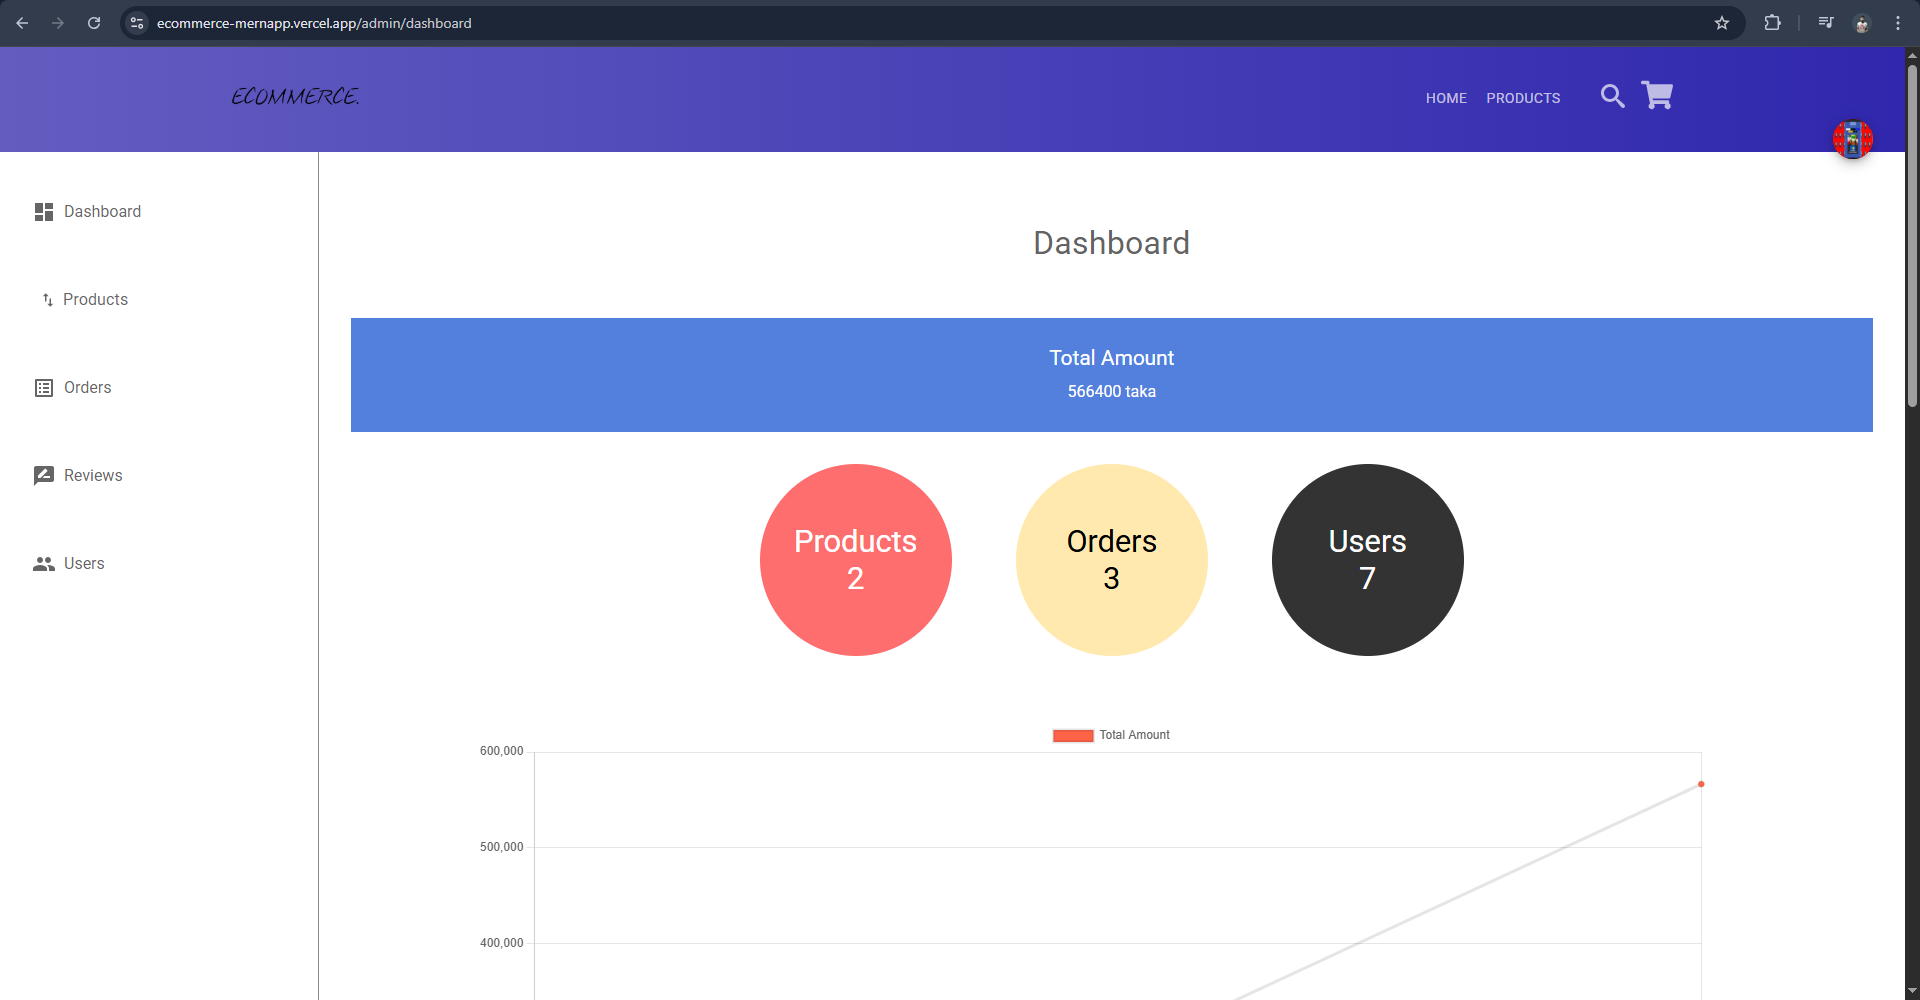 ecommerce-mernapp.vercel.app/admin/dashboard
ECOMMERCE.
HOME
PRODUCTS
Dashboard
Products
Orders
Reviews
Users
Dashboard
Total Amount
566400 taka
Products
2
Orders
3
Users
7
Total Amount
600,000
500,000
400,000